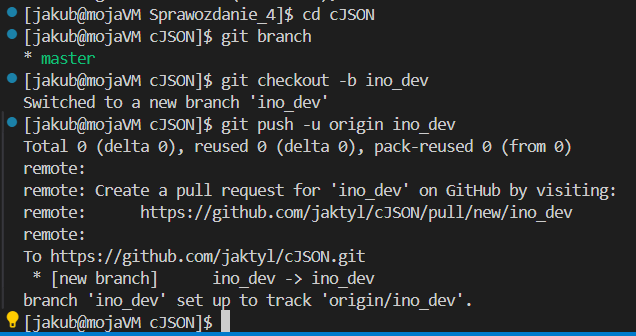 [jakub@mojaVM Sprawozdanie_4]$ cd cJSON
[jakub@mojaVM cJSON]$ git branch
* master
[jakub@mojaVM cJSON]$ git checkout -b ino_dev
Switched to a new branch 'ino_dev'
[jakub@mojaVM cJSON]$ git push -u origin ino_dev
Total 0 (delta 0), reused 0 (delta 0), pack-reused 0 (from 0)
remote:
remote: Create a pull request for 'ino_dev' on GitHub by visiting:
remote:      https://github.com/jaktyl/cJSON/pull/new/ino_dev
remote:
To https://github.com/jaktyl/cJSON.git
 * [new branch]      ino_dev -> ino_dev
branch 'ino_dev' set up to track 'origin/ino_dev'.
[jakub@mojaVM cJSON]$